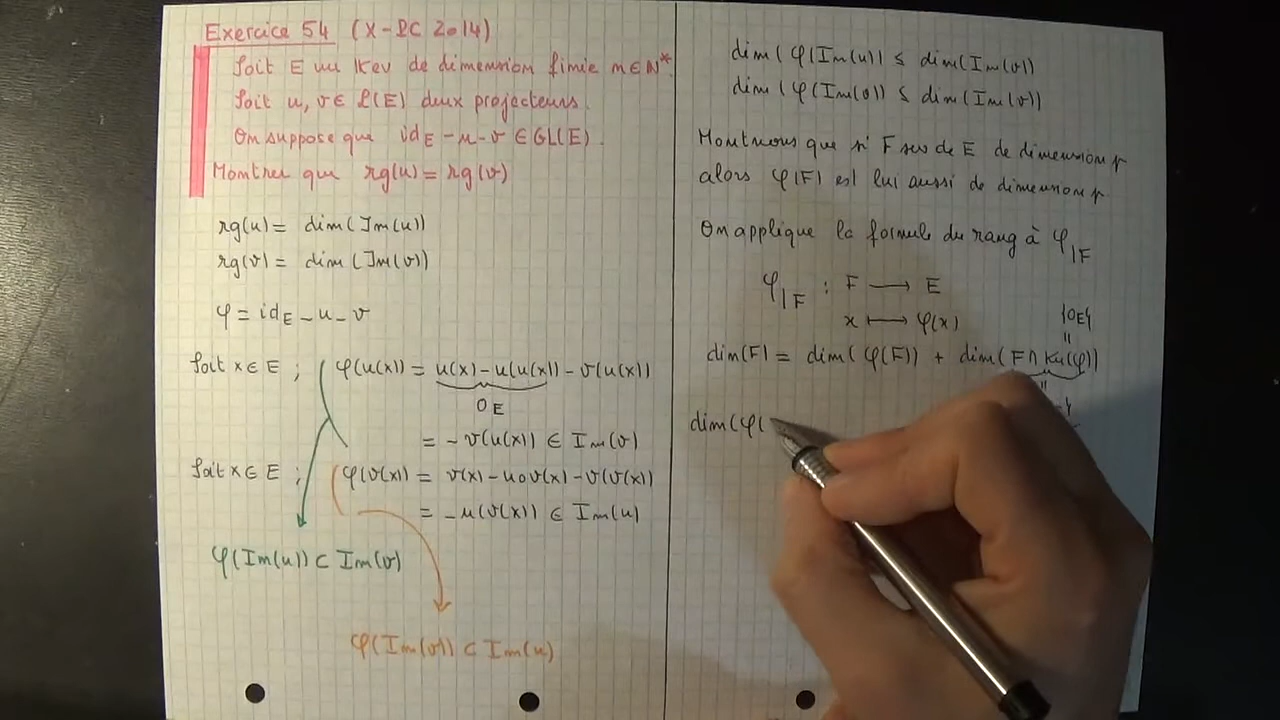 Exercice 54 (X-PC 2014)
Soit E un Kev de dimension finie n∈N*.
Soit u, v ∈ L(E) deux projecteurs.
On suppose que id_E - u - v ∈ GL(E).
Montrer que rg(u) = rg(v)
rg(u) = dim(Im(u))
rg(v) = dim(Im(v))
φ = id_E - u - v
Soit x∈E ; φ(u(x)) = u(x) - u(u(x)) - v(u(x))
0_E
= -v(u(x)) ∈ Im(v)
Soit x∈E ; φ(v(x)) = v(x) - u∘v(x) - v(v(x))
= -u(v(x)) ∈ Im(u)
φ(Im(u)) ⊂ Im(v)
φ(Im(v)) ⊂ Im(u)
dim(φ(Im(u)) ≤ dim(Im(v))
dim(φ(Im(v)) ≤ dim(Im(v))
Montrons que si F sev de E de dimension p
alors φ(F) est lui aussi de dimension p
On applique la formule du rang à φ|F
φ|F : F ⟶ E
x ⟼ φ(x)
{0_E}
=
dim(F) = dim(φ(F)) + dim(F∩Ker(φ))
dim(φ(